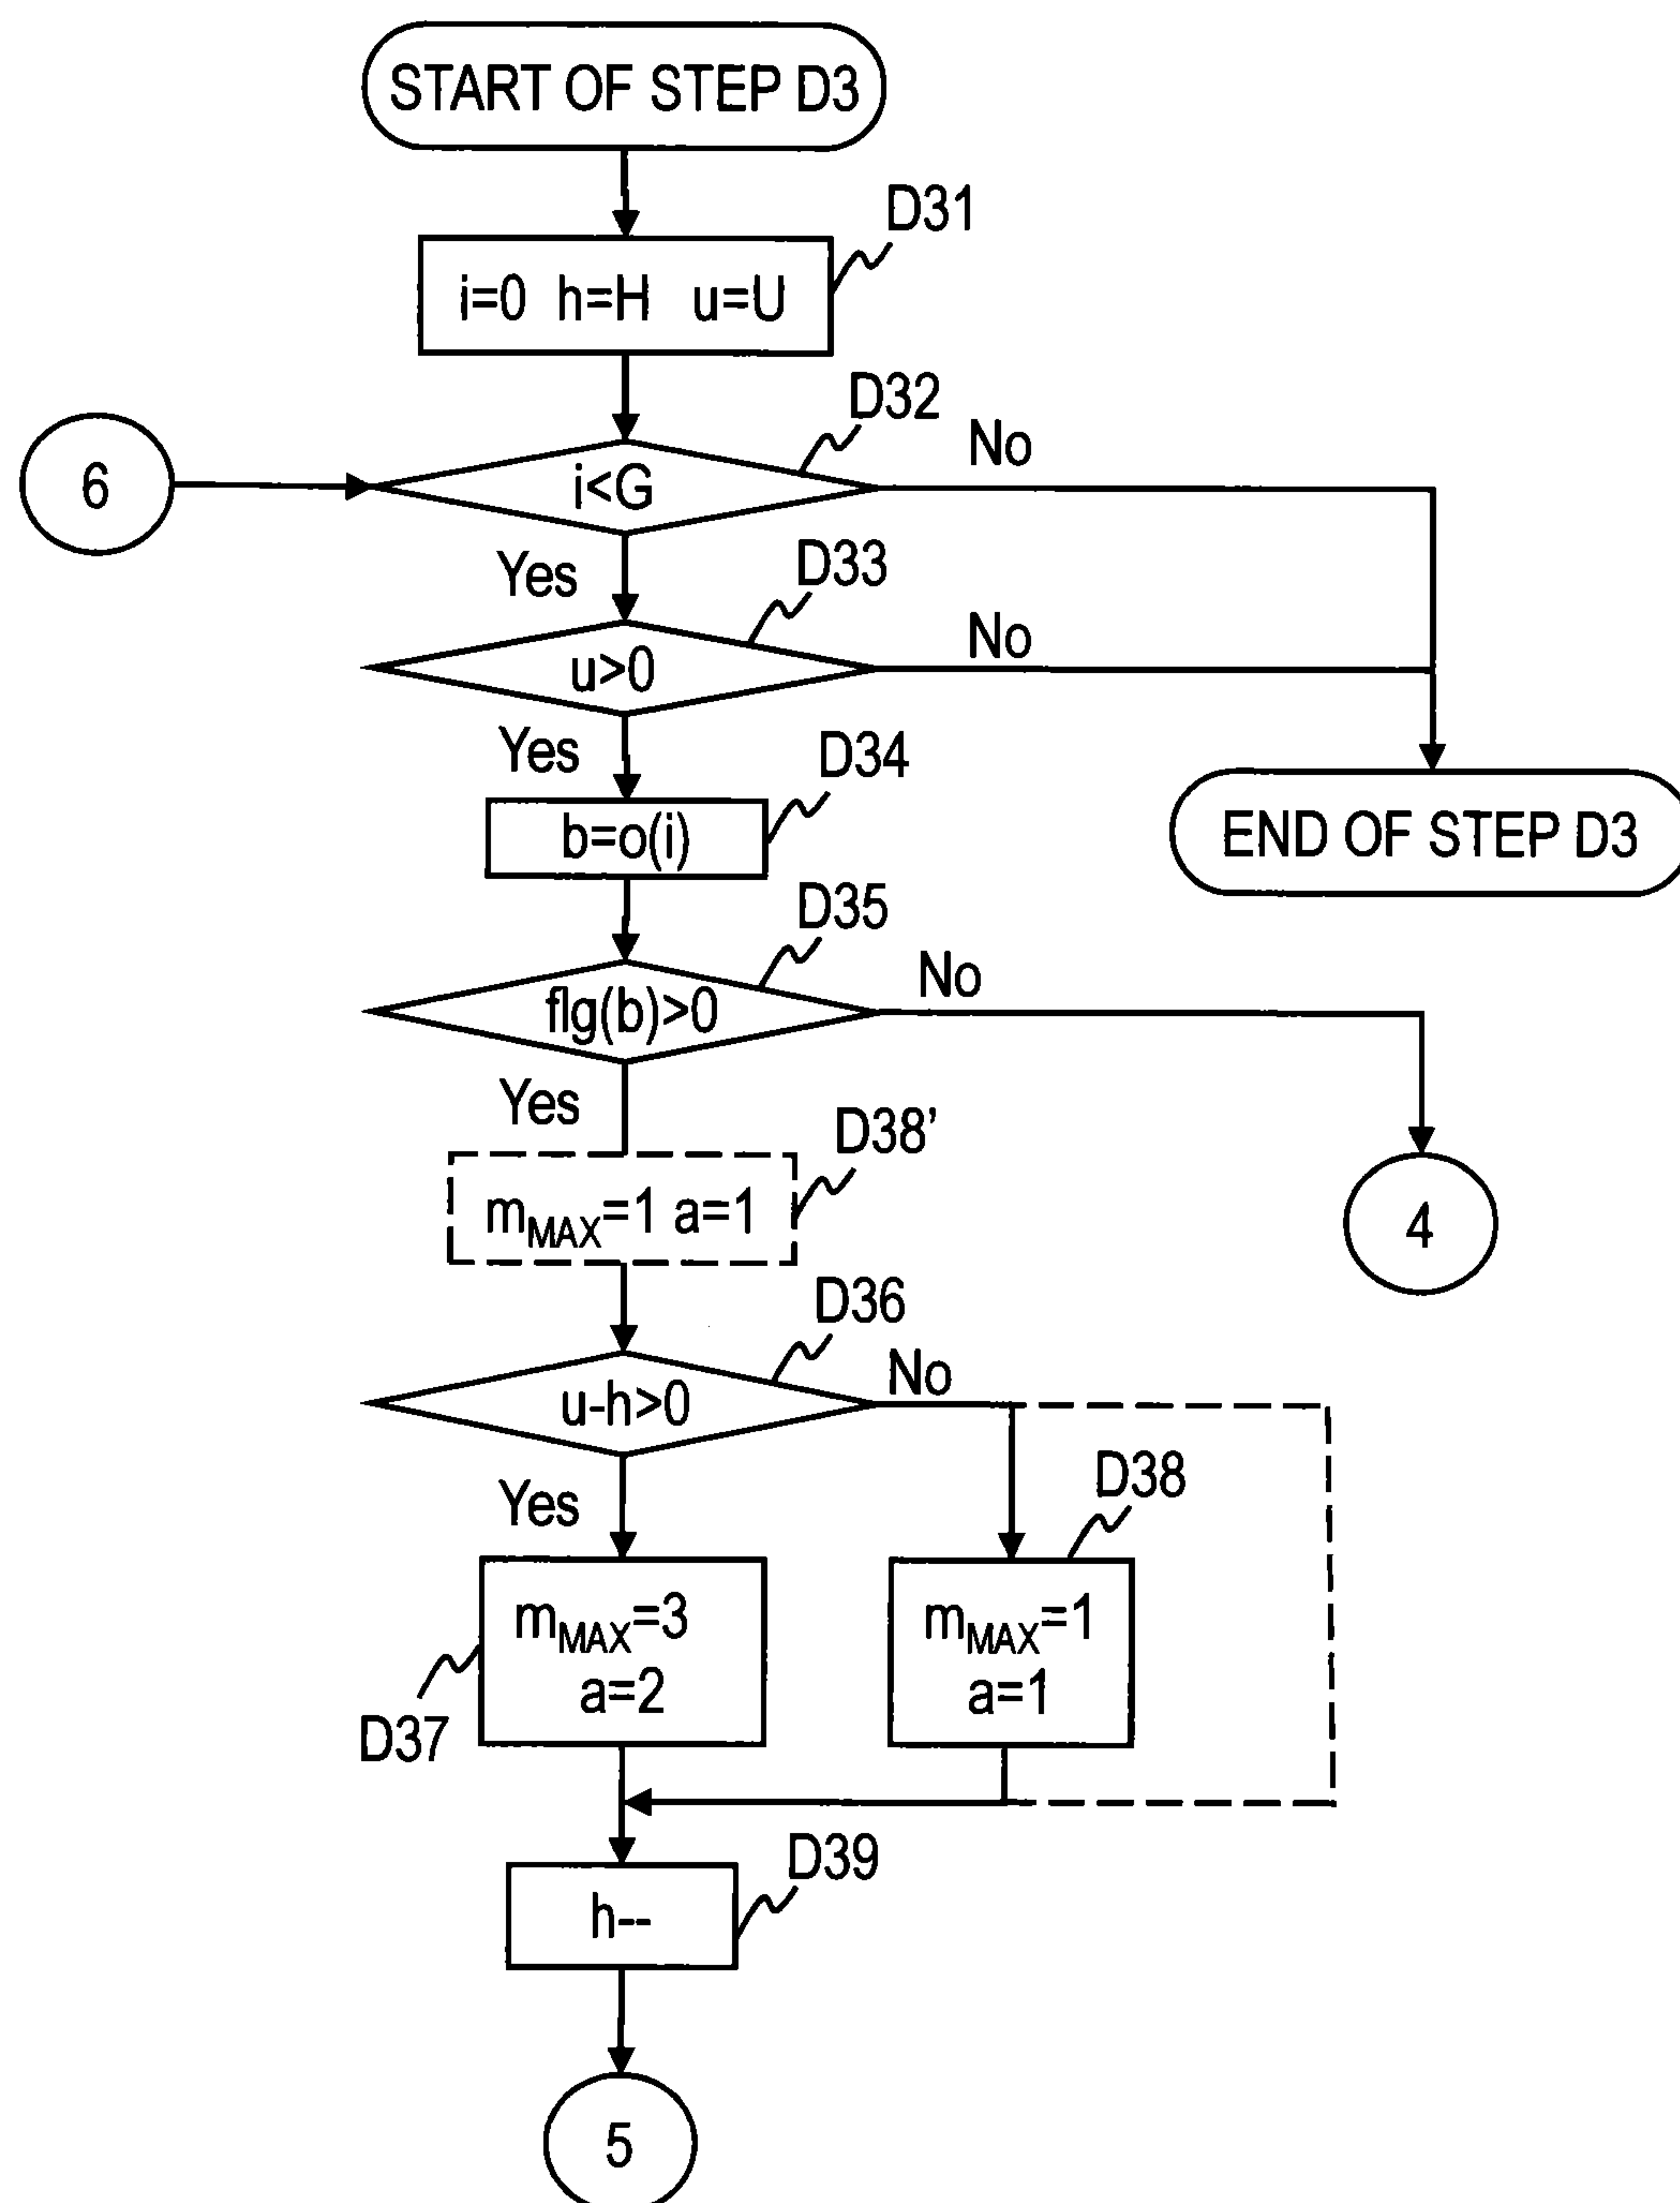 START OF STEP D3
D31
i=0 h=H u=U
D32
No
6
i<G
Yes
D33
No
u>0
Yes
D34
b=o(i)
END OF STEP D3
D35
No
flg(b)>0
Yes
D38'
mMAX=1 a=1
4
D36
No
u-h>0
Yes
D38
mMAX=3
a=2
mMAX=1
a=1
D37
D39
h--
5